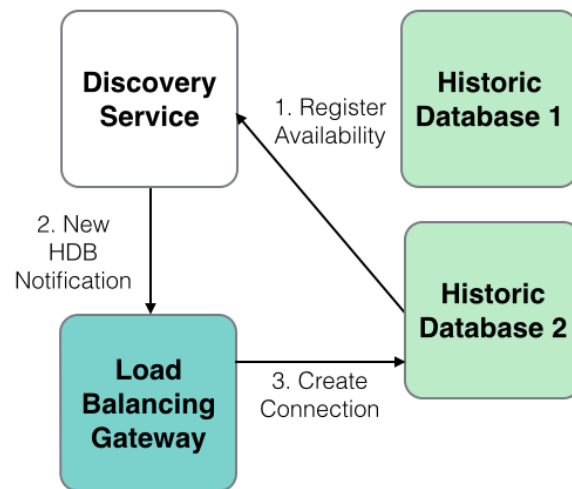 Discovery
Service
1. Register
Availability
Historic
Database 1
2. New
HDB
Notification
Historic
Database 2
Load
Balancing
Gateway
3. Create
Connection